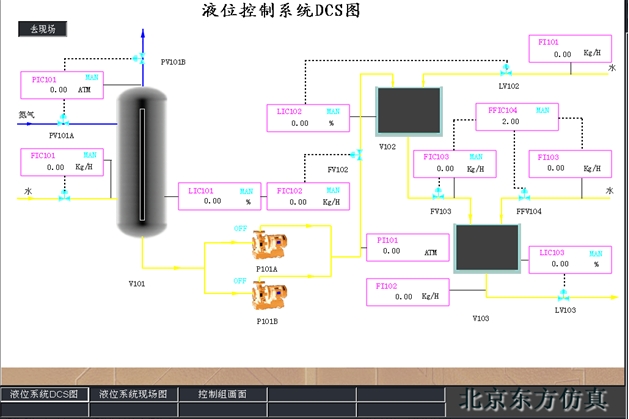 液位控制系统DCS图
去现场
PV101B
PIC101 MAN
0.00 ATM
氮气
PV101A
FIC101 MAN
0.00 Kg/H
水
V101
LIC101 MAN
0.00 %
FIC102 MAN
0.00 Kg/H
OFF
P101A
OFF
P101B
LIC102 MAN
0.00 %
FV102
V102
LV102
FI101
0.00 Kg/H
水
FFIC104 MAN
2.00
FIC103 MAN
0.00 Kg/H
FI103
0.00 Kg/H
水
FV103
FFV104
PI101
0.00 ATM
FI102
0.00 Kg/H
V103
LIC103 MAN
0.00 %
LV103
液位系统DCS图
液位系统现场图
控制组画面
北京东方仿真